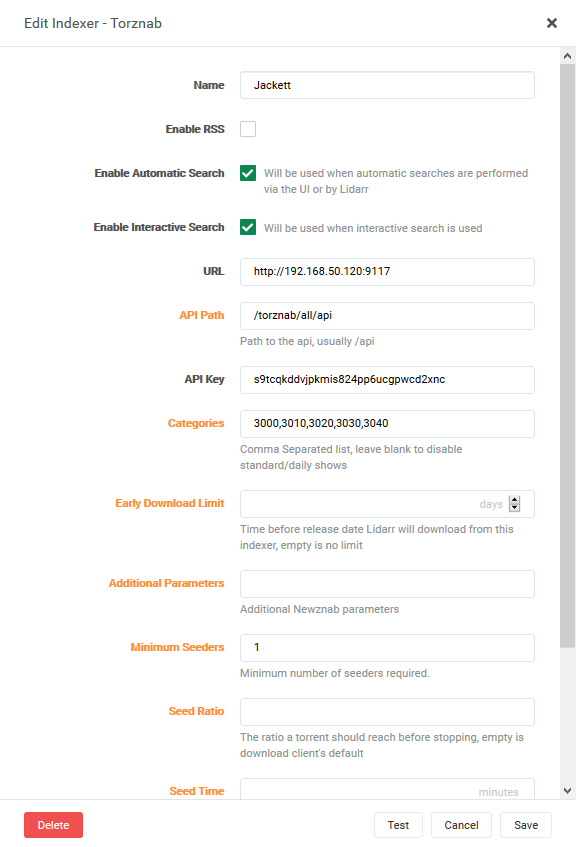 Edit Indexer - Torznab
Name
Jackett
Enable RSS
Enable Automatic Search
Will be used when automatic searches are performed
via the UI or by Lidarr
Enable Interactive Search
Will be used when interactive search is used
URL
http://192.168.50.120:9117
API Path
/torznab/all/api
Path to the api, usually /api
API Key
s9tcqkddvjpkmis824pp6ucgpwcd2xnc
Categories
3000,3010,3020,3030,3040
Comma Separated list, leave blank to disable
standard/daily shows
Early Download Limit
days
Time before release date Lidarr will download from this
indexer, empty is no limit
Additional Parameters
Additional Newznab parameters
Minimum Seeders
1
Minimum number of seeders required.
Seed Ratio
The ratio a torrent should reach before stopping, empty is
download client's default
Seed Time
minutes
Delete
Test
Cancel
Save